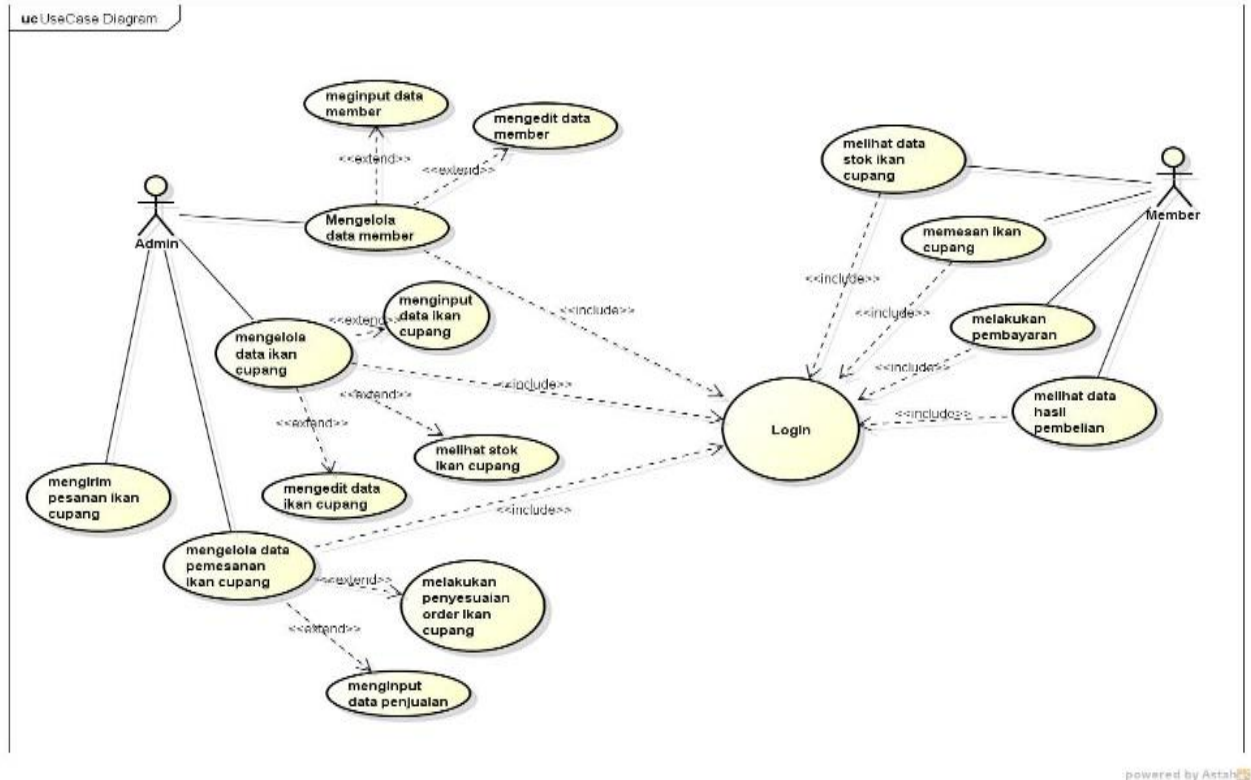 uc UseCase Diagram
meginput data
member
mengedit data
member
<<extend>>
<<extend>>
Admin
Mengelola
data member
melihat data
stok ikan
cupang
Member
memesan ikan
cupang
<<include>>
<<include>>
<<include>>
menginput
data ikan
cupang
<<extend>>
mengelola
data ikan
cupang
melakukan
pembayaran
<<include>>
<<include>>
<<extend>>
<<extend>>
melihat data
hasil
pembelian
<<include>>
Login
melihat stok
ikan cupang
mengirim
pesanan ikan
cupang
mengedit data
ikan cupang
<<include>>
mengelola data
pemesanan
ikan cupang
<<extend>>
melakukan
penyesuaian
order ikan
cupang
<<extend>>
menginput
data penjualan
powered by Astah